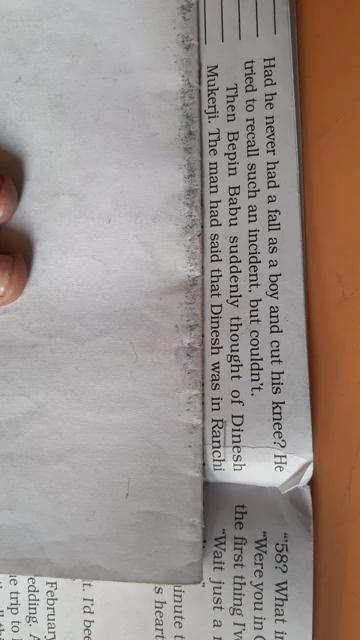 Had he never had a fall as a boy and cut his knee? He
tried to recall such an incident, but couldn't.
Then Bepin Babu suddenly thought of Dinesh
Mukerji. The man had said that Dinesh was in Ranchi
"'58? What
"Were you in
the first thing I'v
"Wait just a
inute
s heart
t. I'd bee
February
edding. A
e trip to